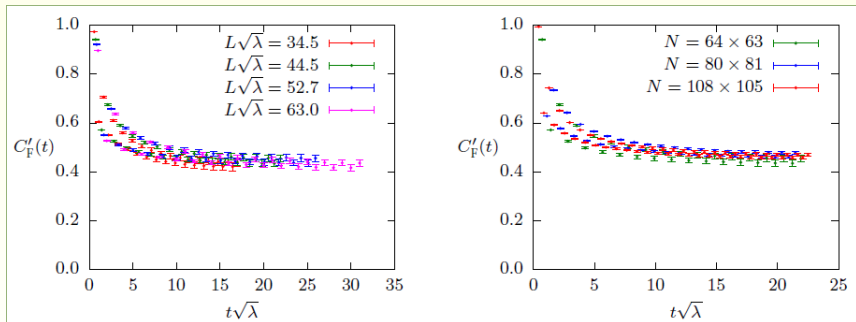 1.0
0.8
0.6
0.4
0.2
0.0
C′_F(t)
L√λ = 34.5
L√λ = 44.5
L√λ = 52.7
L√λ = 63.0
0 5 10 15 20 25 30 35
t√λ
1.0
0.8
0.6
0.4
0.2
0.0
C′_F(t)
N = 64 × 63
N = 80 × 81
N = 108 × 105
0 5 10 15 20 25
t√λ